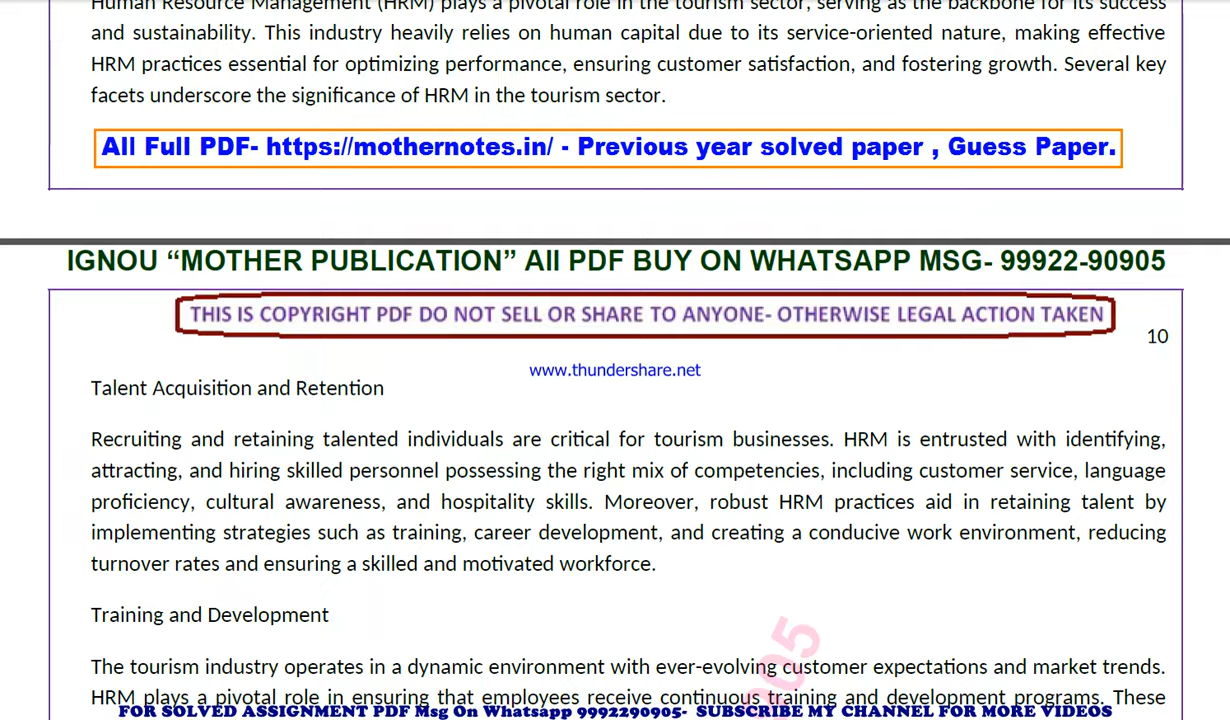 Human Resource Management (HRM) plays a pivotal role in the tourism sector, serving as the backbone for its success
and sustainability. This industry heavily relies on human capital due to its service-oriented nature, making effective
HRM practices essential for optimizing performance, ensuring customer satisfaction, and fostering growth. Several key
facets underscore the significance of HRM in the tourism sector.
All Full PDF- https://mothernotes.in/ - Previous year solved paper , Guess Paper.
IGNOU “MOTHER PUBLICATION” All PDF BUY ON WHATSAPP MSG- 99922-90905
THIS IS COPYRIGHT PDF DO NOT SELL OR SHARE TO ANYONE- OTHERWISE LEGAL ACTION TAKEN
10
www.thundershare.net
Talent Acquisition and Retention
Recruiting and retaining talented individuals are critical for tourism businesses. HRM is entrusted with identifying,
attracting, and hiring skilled personnel possessing the right mix of competencies, including customer service, language
proficiency, cultural awareness, and hospitality skills. Moreover, robust HRM practices aid in retaining talent by
implementing strategies such as training, career development, and creating a conducive work environment, reducing
turnover rates and ensuring a skilled and motivated workforce.
Training and Development
The tourism industry operates in a dynamic environment with ever-evolving customer expectations and market trends.
HRM plays a pivotal role in ensuring that employees receive continuous training and development programs. These
FOR SOLVED ASSIGNMENT PDF Msg On Whatsapp 9992290905- SUBSCRIBE MY CHANNEL FOR MORE VIDEOS